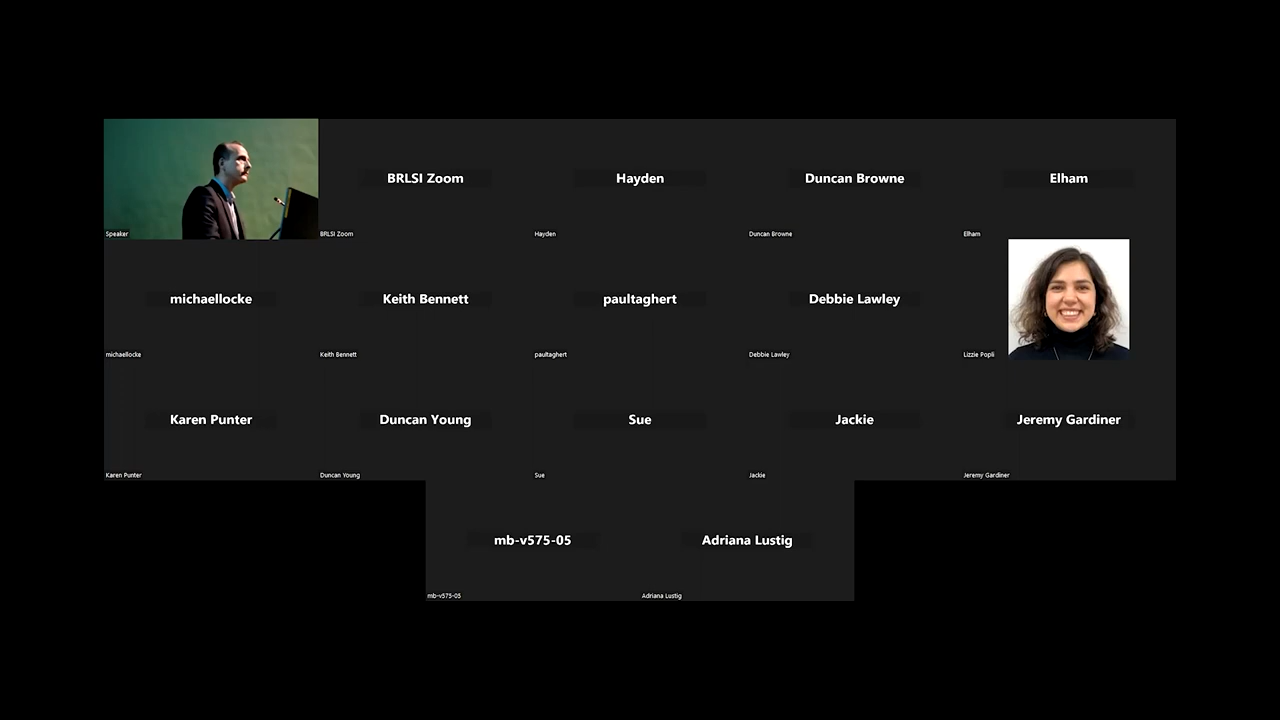 BRLSI Zoom
Hayden
Duncan Browne
Elham
Speaker
BRLSI Zoom
Hayden
Duncan Browne
Elham
michaellocke
Keith Bennett
paultaghert
Debbie Lawley
michaellocke
Keith Bennett
paultaghert
Debbie Lawley
Lizzie Popli
Karen Punter
Duncan Young
Sue
Jackie
Jeremy Gardiner
Karen Punter
Duncan Young
Sue
Jackie
Jeremy Gardiner
mb-v575-05
Adriana Lustig
mb-v575-05
Adriana Lustig